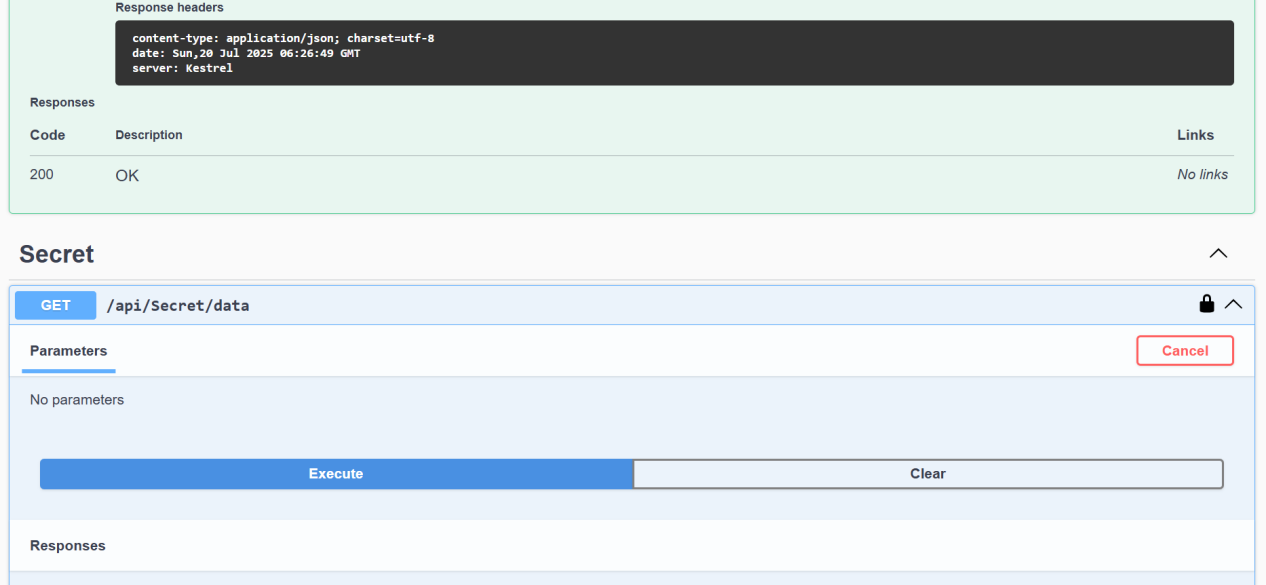 Response headers
content-type: application/json; charset=utf-8
date: Sun,20 Jul 2025 06:26:49 GMT
server: Kestrel
Responses
Code Description Links
200 OK No links
Secret
GET /api/Secret/data
Parameters Cancel
No parameters
Execute Clear
Responses